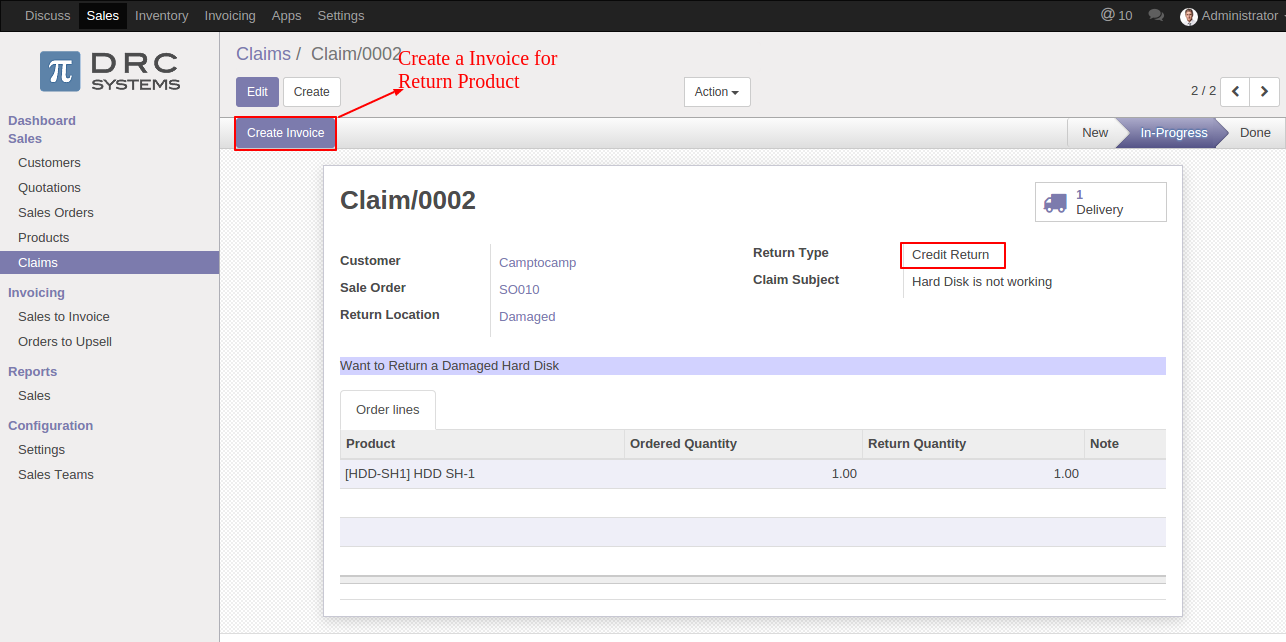 Discuss Sales Inventory Invoicing Apps Settings @ 10 Administrator
π DRC
SYSTEMS
Dashboard
Sales
Customers
Quotations
Sales Orders
Products
Claims
Invoicing
Sales to Invoice
Orders to Upsell
Reports
Sales
Configuration
Settings
Sales Teams
Claims / Claim/0002
Create a Invoice for
Return Product
Edit Create Action 2 / 2
Create Invoice New In-Progress Done
Claim/0002
1
Delivery
Customer Camptocamp
Sale Order SO010
Return Location Damaged
Return Type Credit Return
Claim Subject Hard Disk is not working
Want to Return a Damaged Hard Disk
Order lines
Product Ordered Quantity Return Quantity Note
[HDD-SH1] HDD SH-1 1.00 1.00